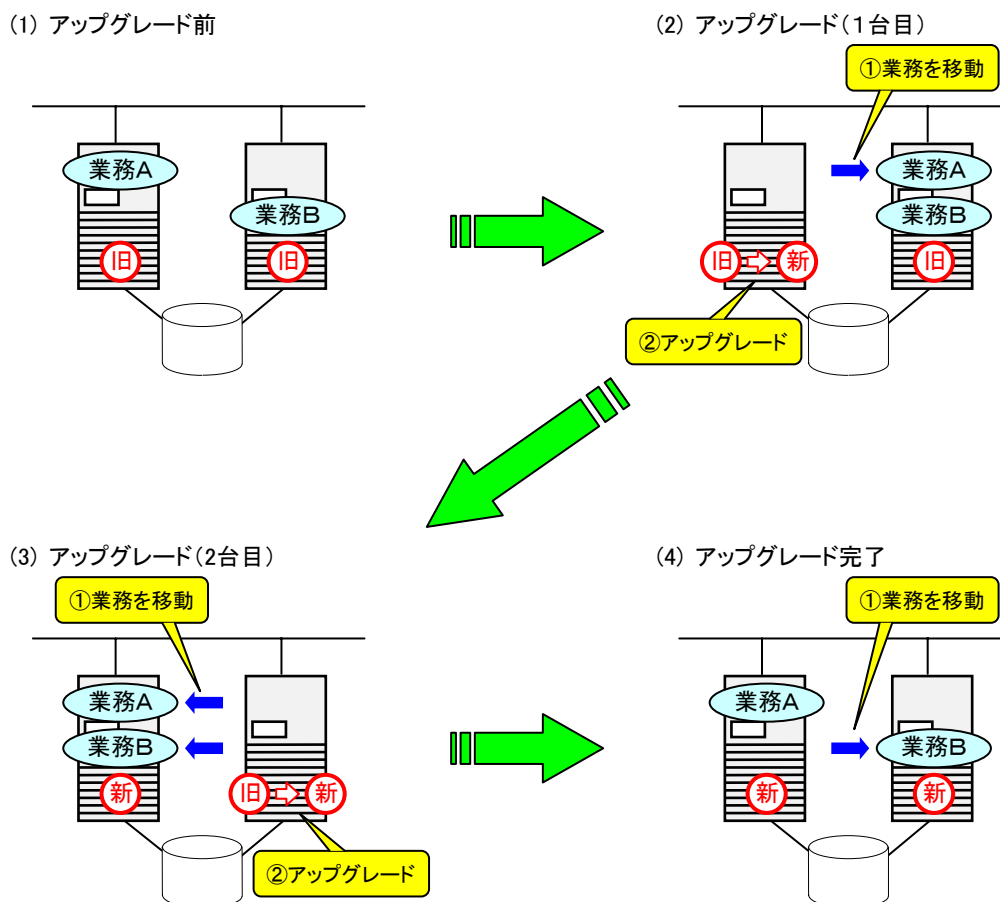 (1) アップグレード前
業務A
業務B
旧
旧
(2) アップグレード(1台目)
①業務を移動
業務A
業務B
旧
新
旧
②アップグレード
(3) アップグレード(2台目)
①業務を移動
業務A
業務B
新
旧
新
②アップグレード
(4) アップグレード完了
①業務を移動
業務A
業務B
新
新